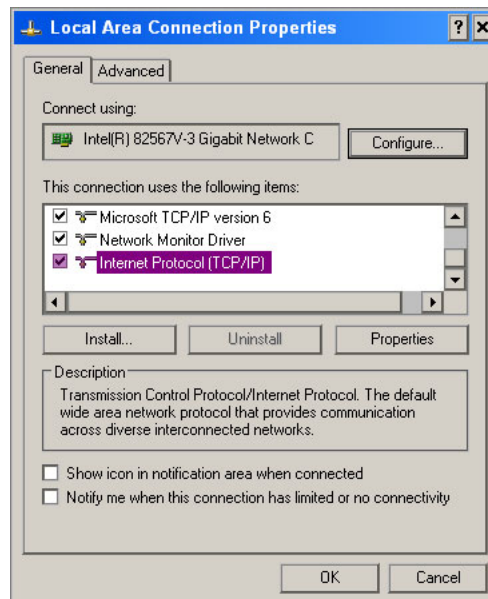 Local Area Connection Properties
General Advanced
Connect using:
Intel(R) 82567V-3 Gigabit Network C
Configure...
This connection uses the following items:
Microsoft TCP/IP version 6
Network Monitor Driver
Internet Protocol (TCP/IP)
Install... Uninstall Properties
Description
Transmission Control Protocol/Internet Protocol. The default
wide area network protocol that provides communication
across diverse interconnected networks.
Show icon in notification area when connected
Notify me when this connection has limited or no connectivity
OK Cancel